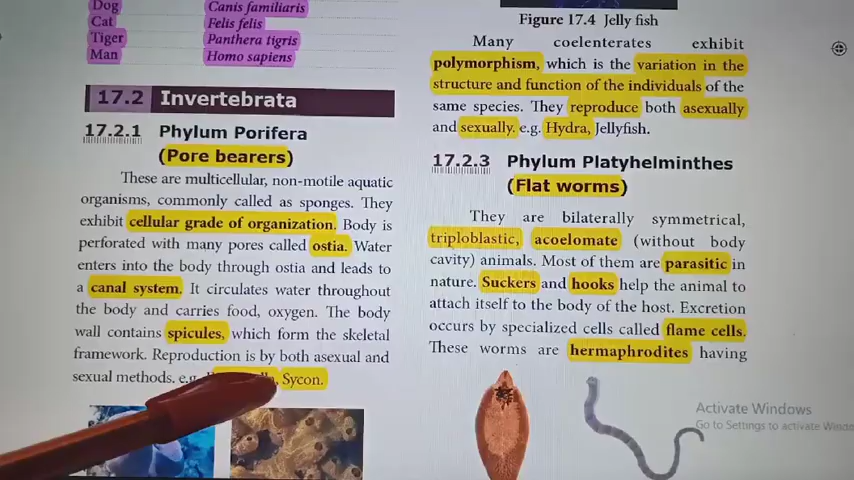 Dog Canis familiaris
Cat Felis felis
Tiger Panthera tigris
Man Homo sapiens
17.2 Invertebrata
17.2.1 Phylum Porifera
(Pore bearers)
These are multicellular, non-motile aquatic
organisms, commonly called as sponges. They
exhibit cellular grade of organization. Body is
perforated with many pores called ostia. Water
enters into the body through ostia and leads to
a canal system. It circulates water throughout
the body and carries food, oxygen. The body
wall contains spicules, which form the skeletal
framework. Reproduction is by both asexual and
sexual methods. e.g. Sycon.
Figure 17.4 Jelly fish
Many coelenterates exhibit
polymorphism, which is the variation in the
structure and function of the individuals of the
same species. They reproduce both asexually
and sexually. e.g. Hydra, Jellyfish.
17.2.3 Phylum Platyhelminthes
(Flat worms)
They are bilaterally symmetrical,
triploblastic, acoelomate (without body
cavity) animals. Most of them are parasitic in
nature. Suckers and hooks help the animal to
attach itself to the body of the host. Excretion
occurs by specialized cells called flame cells.
These worms are hermaphrodites having
Activate Windows
Go to Settings to activate